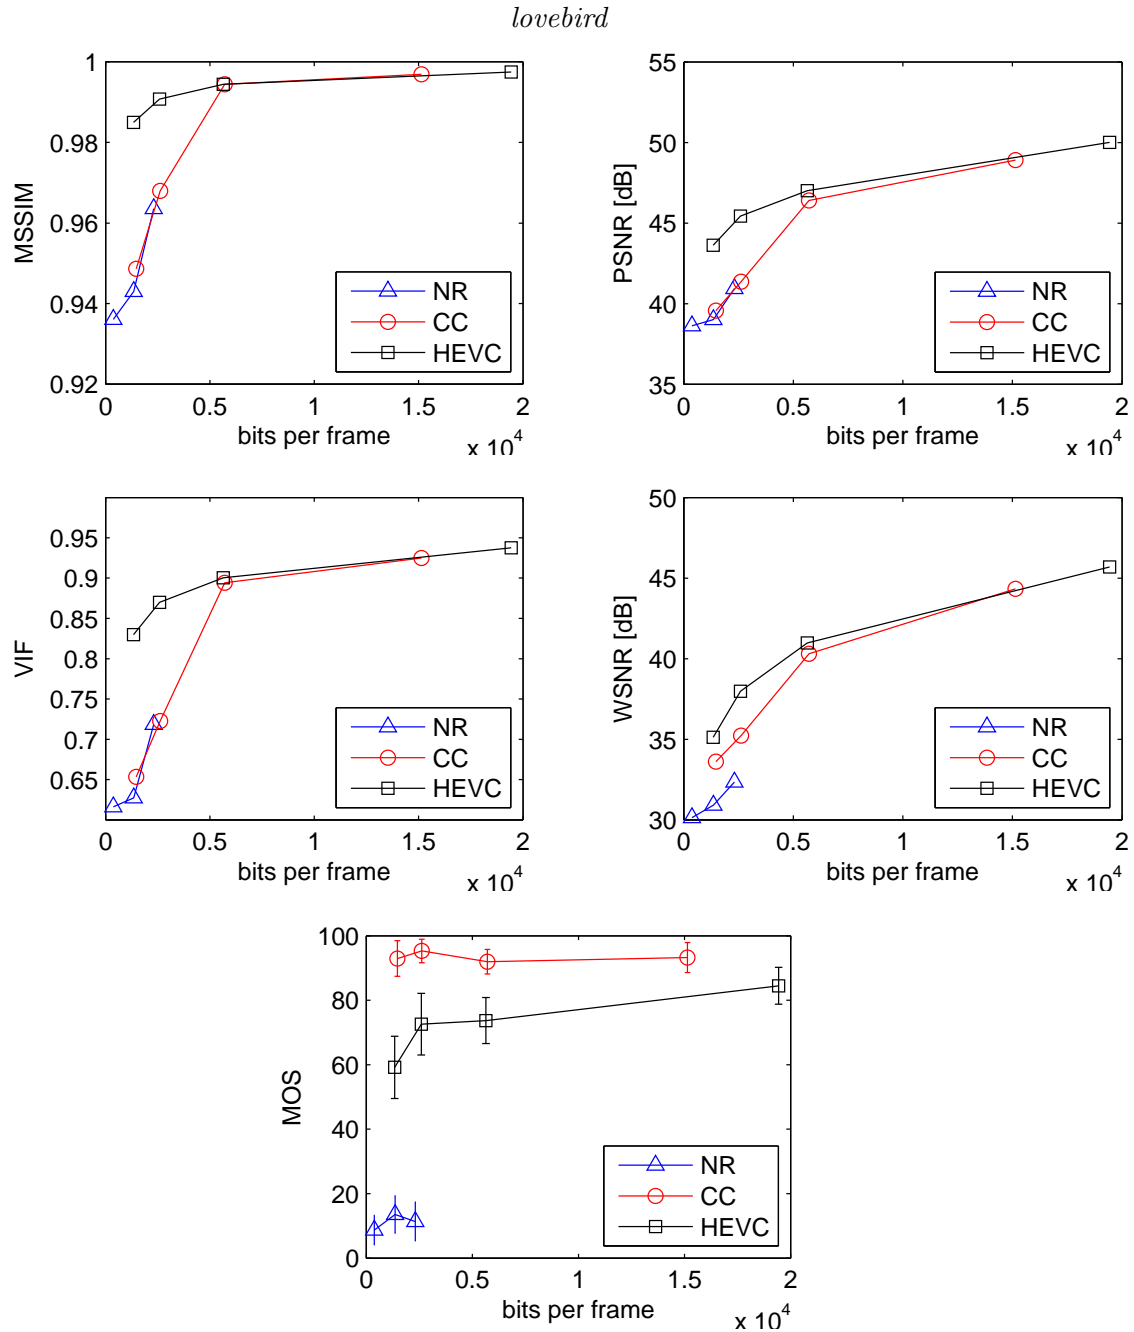 lovebird
1
0.98
0.96
0.94
0.92
MSSIM
0 0.5 1 1.5 2
bits per frame
x 10^4
NR
CC
HEVC
55
50
45
40
35
PSNR [dB]
0 0.5 1 1.5 2
bits per frame
x 10^4
NR
CC
HEVC
0.95
0.9
0.85
0.8
0.75
0.7
0.65
VIF
0 0.5 1 1.5 2
bits per frame
x 10^4
NR
CC
HEVC
50
45
40
35
30
WSNR [dB]
0 0.5 1 1.5 2
bits per frame
x 10^4
NR
CC
HEVC
100
80
60
40
20
0
MOS
0 0.5 1 1.5 2
bits per frame
x 10^4
NR
CC
HEVC